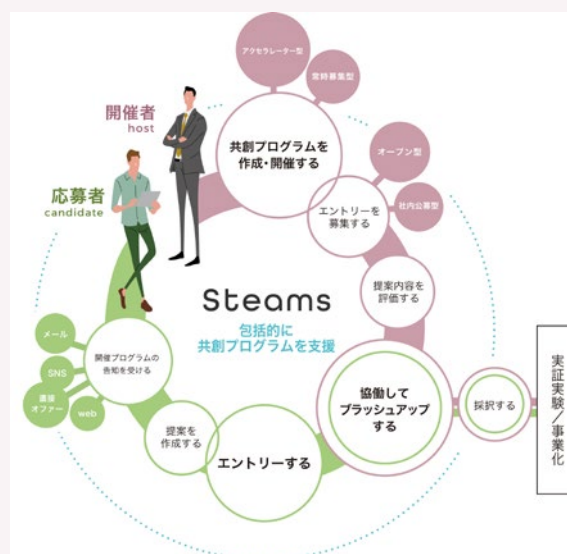 アクセラレーター型
常時募集型
開催者
host
共創プログラムを
作成・開催する
オープン型
応募者
candidate
エントリーを
募集する
社内公募型
提案内容を
評価する
Steams
包括的に
共創プログラムを支援
メール
開催プログラムの
告知を受ける
SNS
直接
オファー
web
協働して
ブラッシュアップ
する
採択する
実証実験/事業化
提案を
作成する
エントリーする